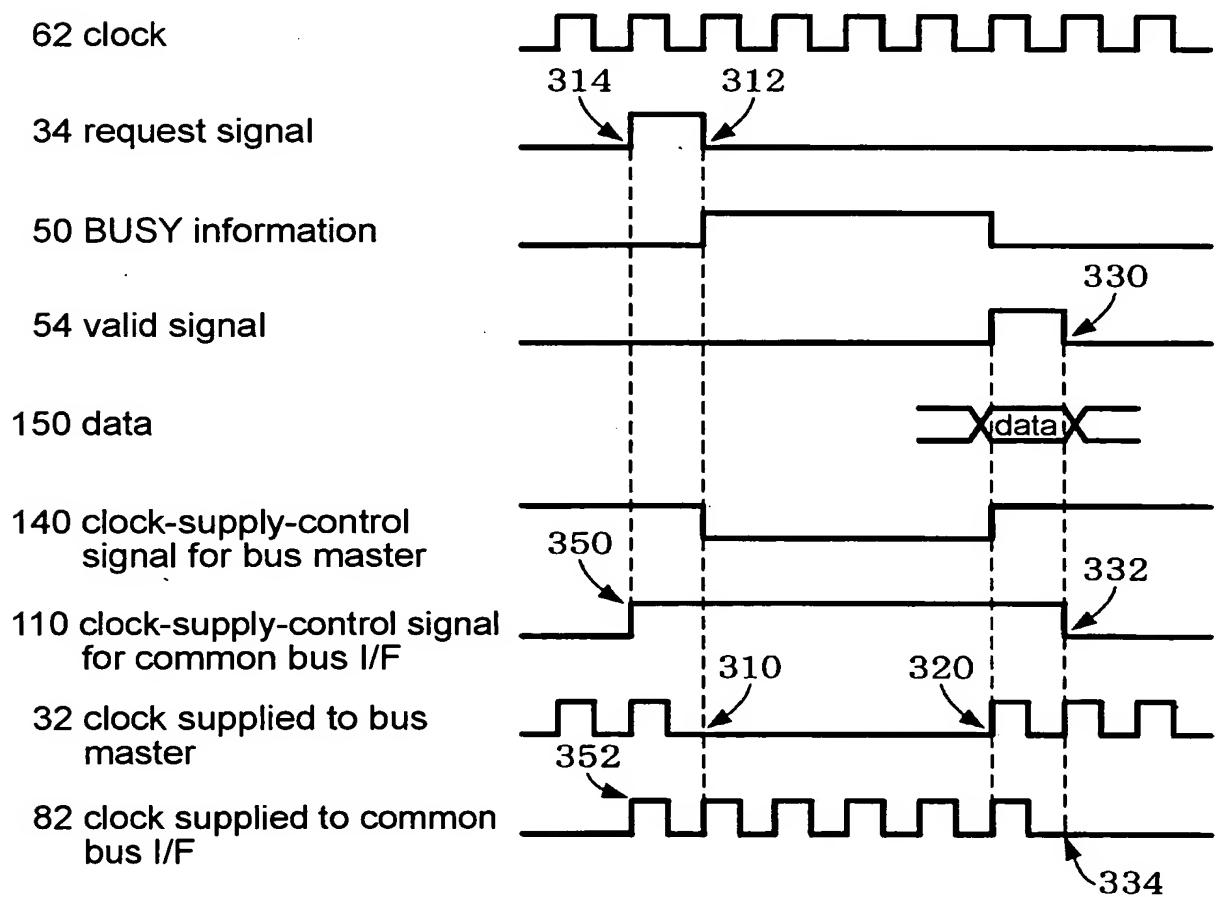 62 clock
314
312
34 request signal
50 BUSY information
330
54 valid signal
150 data
data
140 clock-supply-control
signal for bus master
350
332
110 clock-supply-control signal
for common bus I/F
310
320
32 clock supplied to bus
master
352
82 clock supplied to common
bus I/F
334